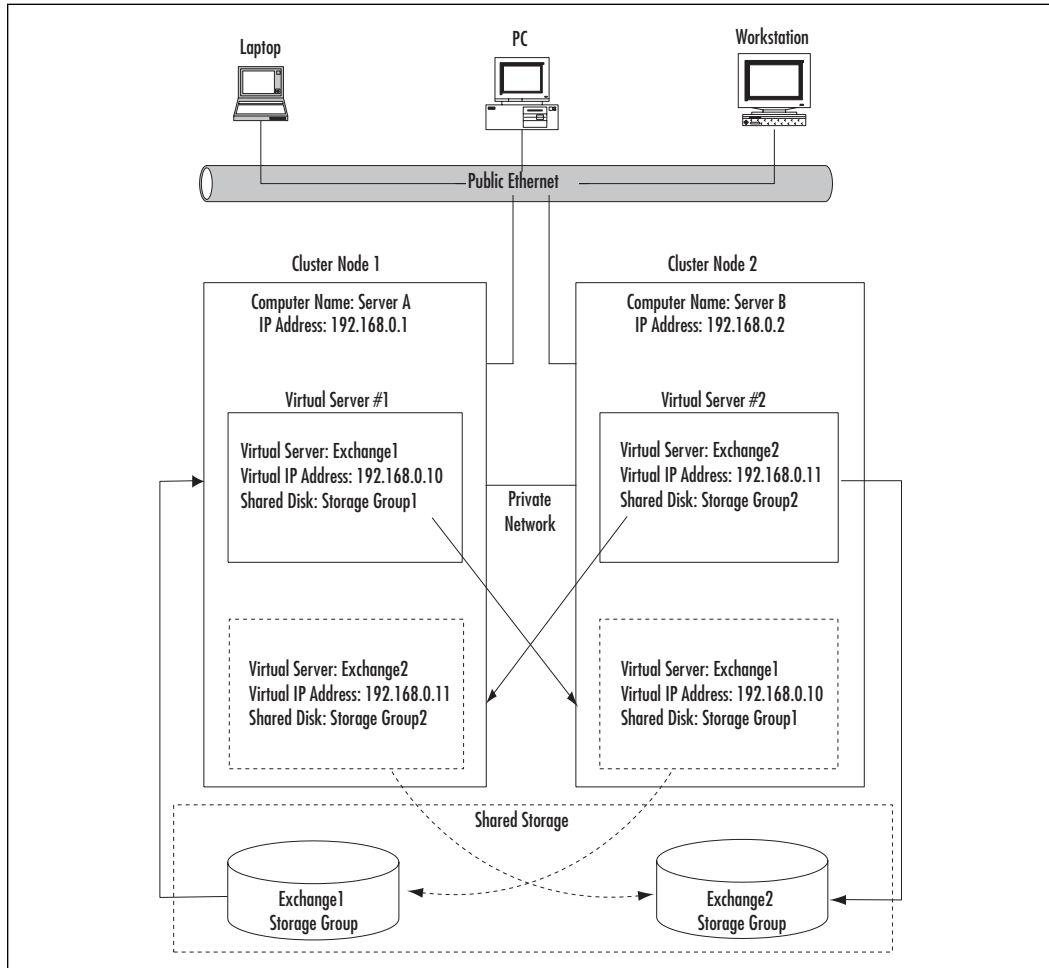 Laptop
PC
Workstation
Public Ethernet
Cluster Node 1
Computer Name: Server A
IP Address: 192.168.0.1
Virtual Server #1
Virtual Server: Exchange1
Virtual IP Address: 192.168.0.10
Shared Disk: Storage Group1
Virtual Server: Exchange2
Virtual IP Address: 192.168.0.11
Shared Disk: Storage Group2
Private
Network
Cluster Node 2
Computer Name: Server B
IP Address: 192.168.0.2
Virtual Server #2
Virtual Server: Exchange2
Virtual IP Address: 192.168.0.11
Shared Disk: Storage Group2
Virtual Server: Exchange1
Virtual IP Address: 192.168.0.10
Shared Disk: Storage Group1
Shared Storage
Exchange1
Storage Group
Exchange2
Storage Group